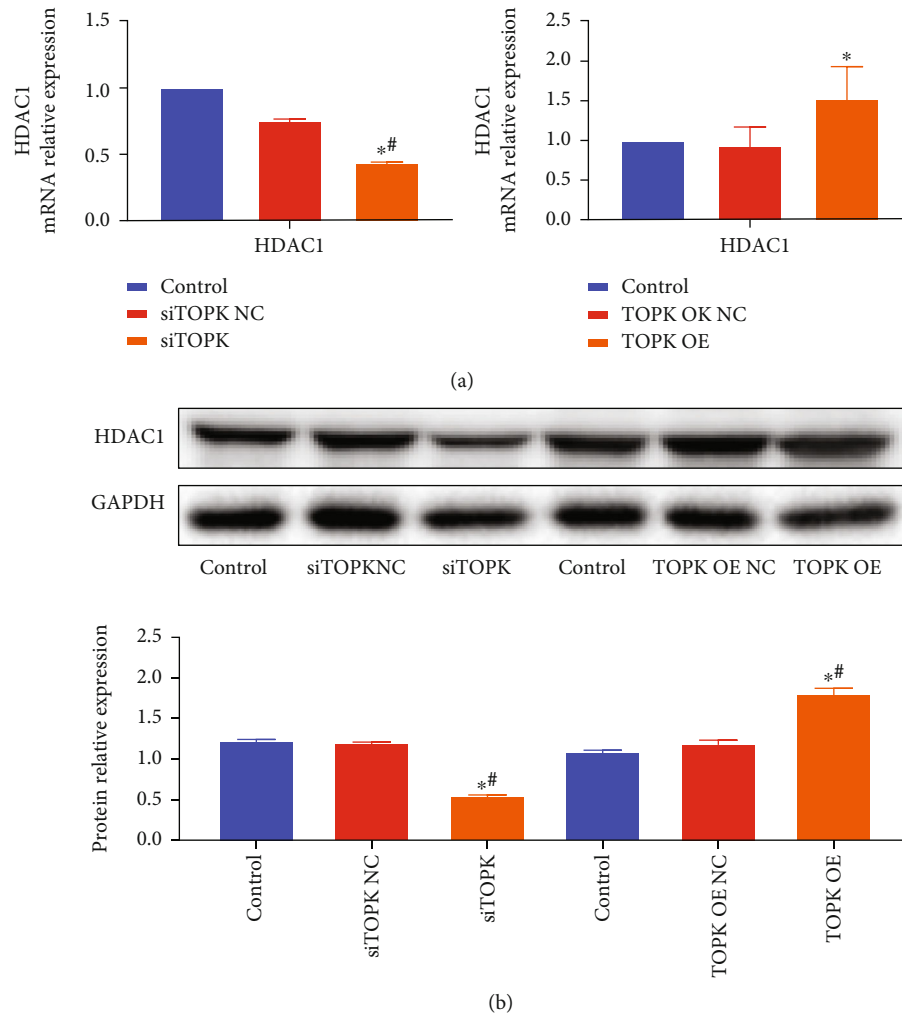 HDAC1
mRNA relative expression
1.5
1.0
0.5
0.0
*#
HDAC1
Control
siTOPK NC
siTOPK
HDAC1
mRNA relative expression
2.5
2.0
1.5
1.0
0.5
0.0
*
HDAC1
Control
TOPK OK NC
TOPK OE
(a)
HDAC1
GAPDH
Control siTOPKNC siTOPK Control TOPK OE NC TOPK OE
Protein relative expression
2.5
2.0
1.5
1.0
0.5
0.0
*#
*#
Control
siTOPK NC
siTOPK
Control
TOPK OE NC
TOPK OE
(b)